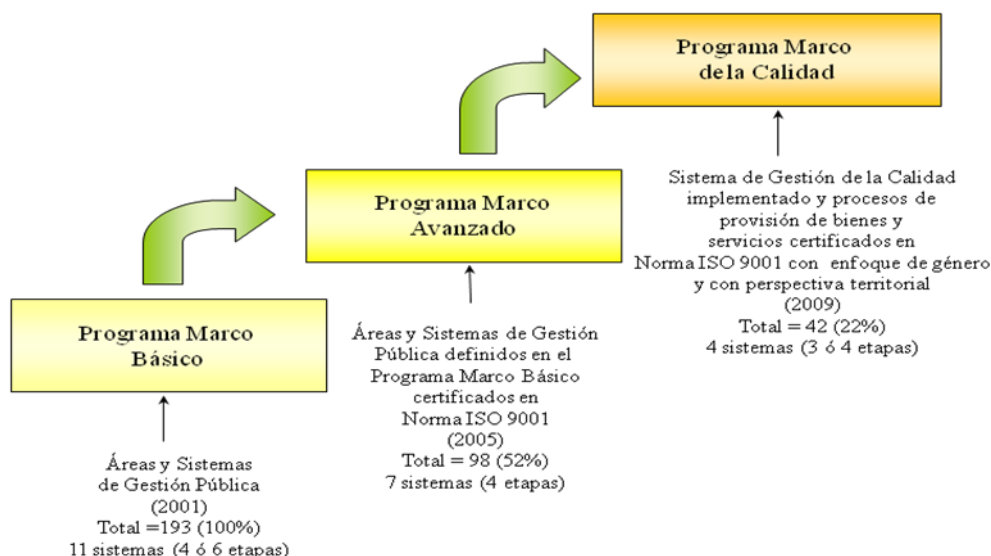 Programa Marco
de la Calidad
Programa Marco
Avanzado
Programa Marco
Básico
Sistema de Gestión de la Calidad
implementado y procesos de
provisión de bienes y
servicios certificados en
Norma ISO 9001 con enfoque de género
y con perspectiva territorial
(2009)
Total = 42 (22%)
4 sistemas (3 ó 4 etapas)
Áreas y Sistemas de Gestión
Pública definidos en el
Programa Marco Básico
certificados en
Norma ISO 9001
(2005)
Total = 98 (52%)
7 sistemas (4 etapas)
Áreas y Sistemas
de Gestión Pública
(2001)
Total =193 (100%)
11 sistemas (4 ó 6 etapas)